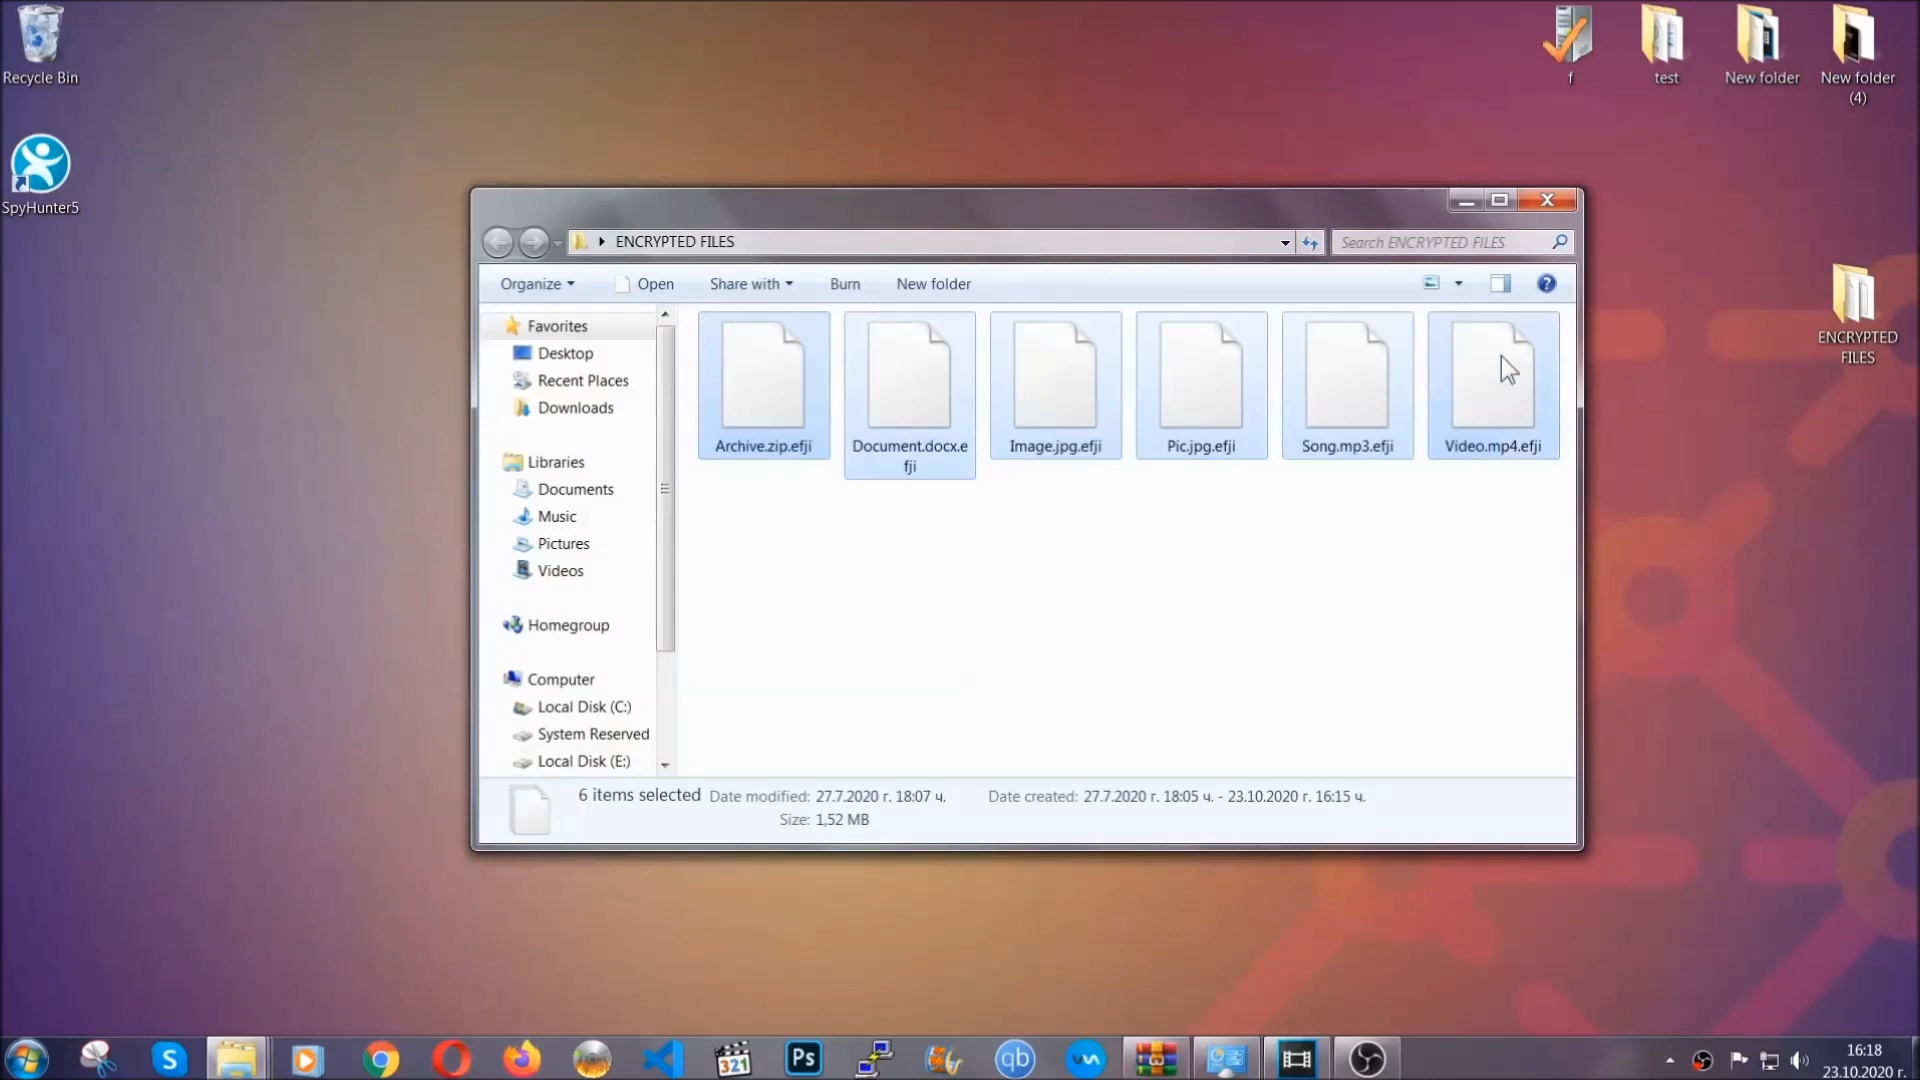 Recycle Bin
SpyHunter5
f
test
New folder
New folder
(4)
ENCRYPTED
FILES
ENCRYPTED FILES
Search ENCRYPTED FILES
Organize
Open
Share with
Burn
New folder
Favorites
Desktop
Recent Places
Downloads
Libraries
Documents
Music
Pictures
Videos
Homegroup
Computer
Local Disk (C:)
System Reserved
Local Disk (E:)
Archive.zip.efji
Document.docx.e
fji
Image.jpg.efji
Pic.jpg.efji
Song.mp3.efji
Video.mp4.efji
6 items selected Date modified: 27.7.2020 г. 18:07 ч. Date created: 27.7.2020 г. 18:05 ч. - 23.10.2020 г. 16:15 ч.
Size: 1,52 MB
S
321
Ps
qb
16:18
23.10.2020 г.